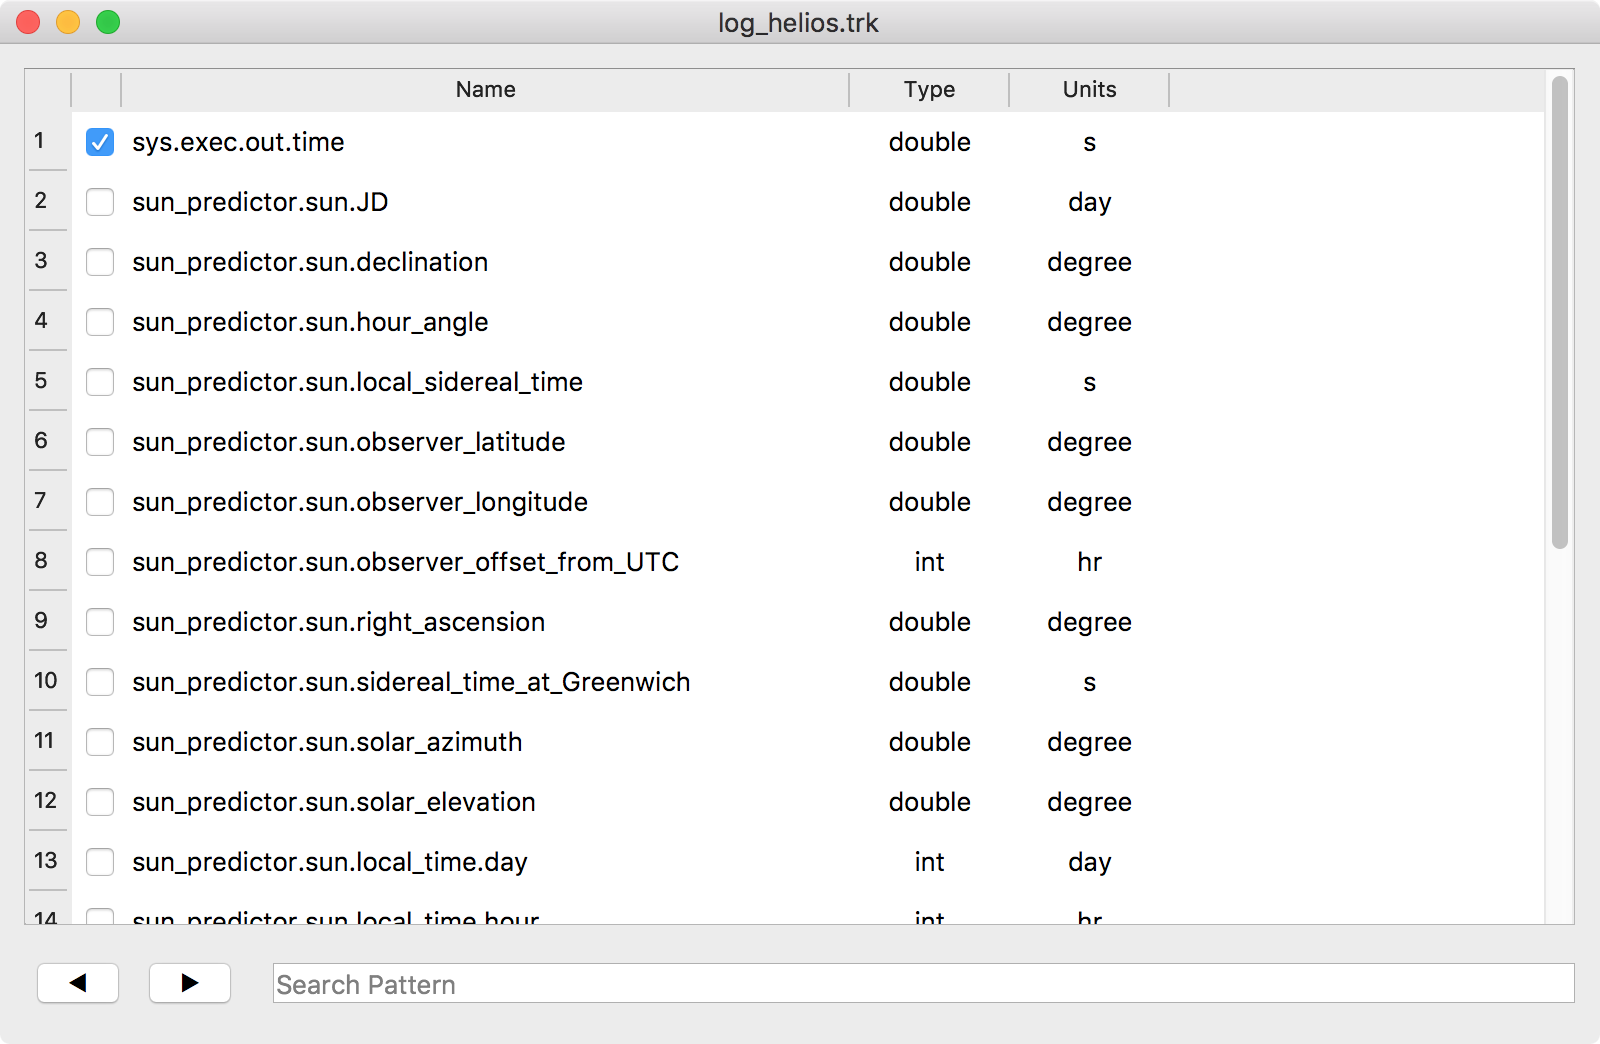 log_helios.trk
Name Type Units
1 sys.exec.out.time double s
2 sun_predictor.sun.JD double day
3 sun_predictor.sun.declination double degree
4 sun_predictor.sun.hour_angle double degree
5 sun_predictor.sun.local_sidereal_time double s
6 sun_predictor.sun.observer_latitude double degree
7 sun_predictor.sun.observer_longitude double degree
8 sun_predictor.sun.observer_offset_from_UTC int hr
9 sun_predictor.sun.right_ascension double degree
10 sun_predictor.sun.sidereal_time_at_Greenwich double s
11 sun_predictor.sun.solar_azimuth double degree
12 sun_predictor.sun.solar_elevation double degree
13 sun_predictor.sun.local_time.day int day
14 sun_predictor.sun.local_time.hour int hr
Search Pattern